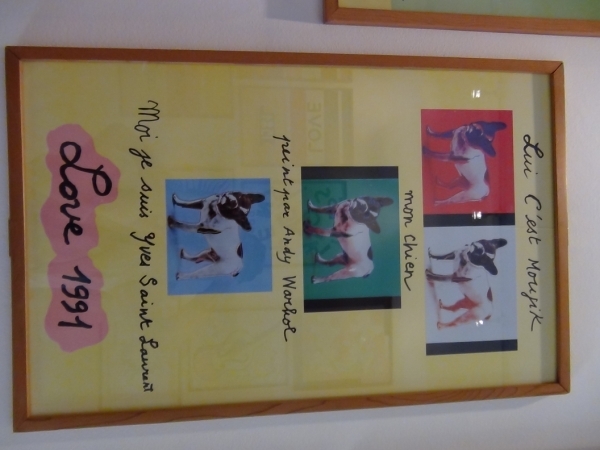 Lui C'est Moujik
mon chien
peint par Andy Warhol
Moi je suis Yves Saint Laurent
Love 1991